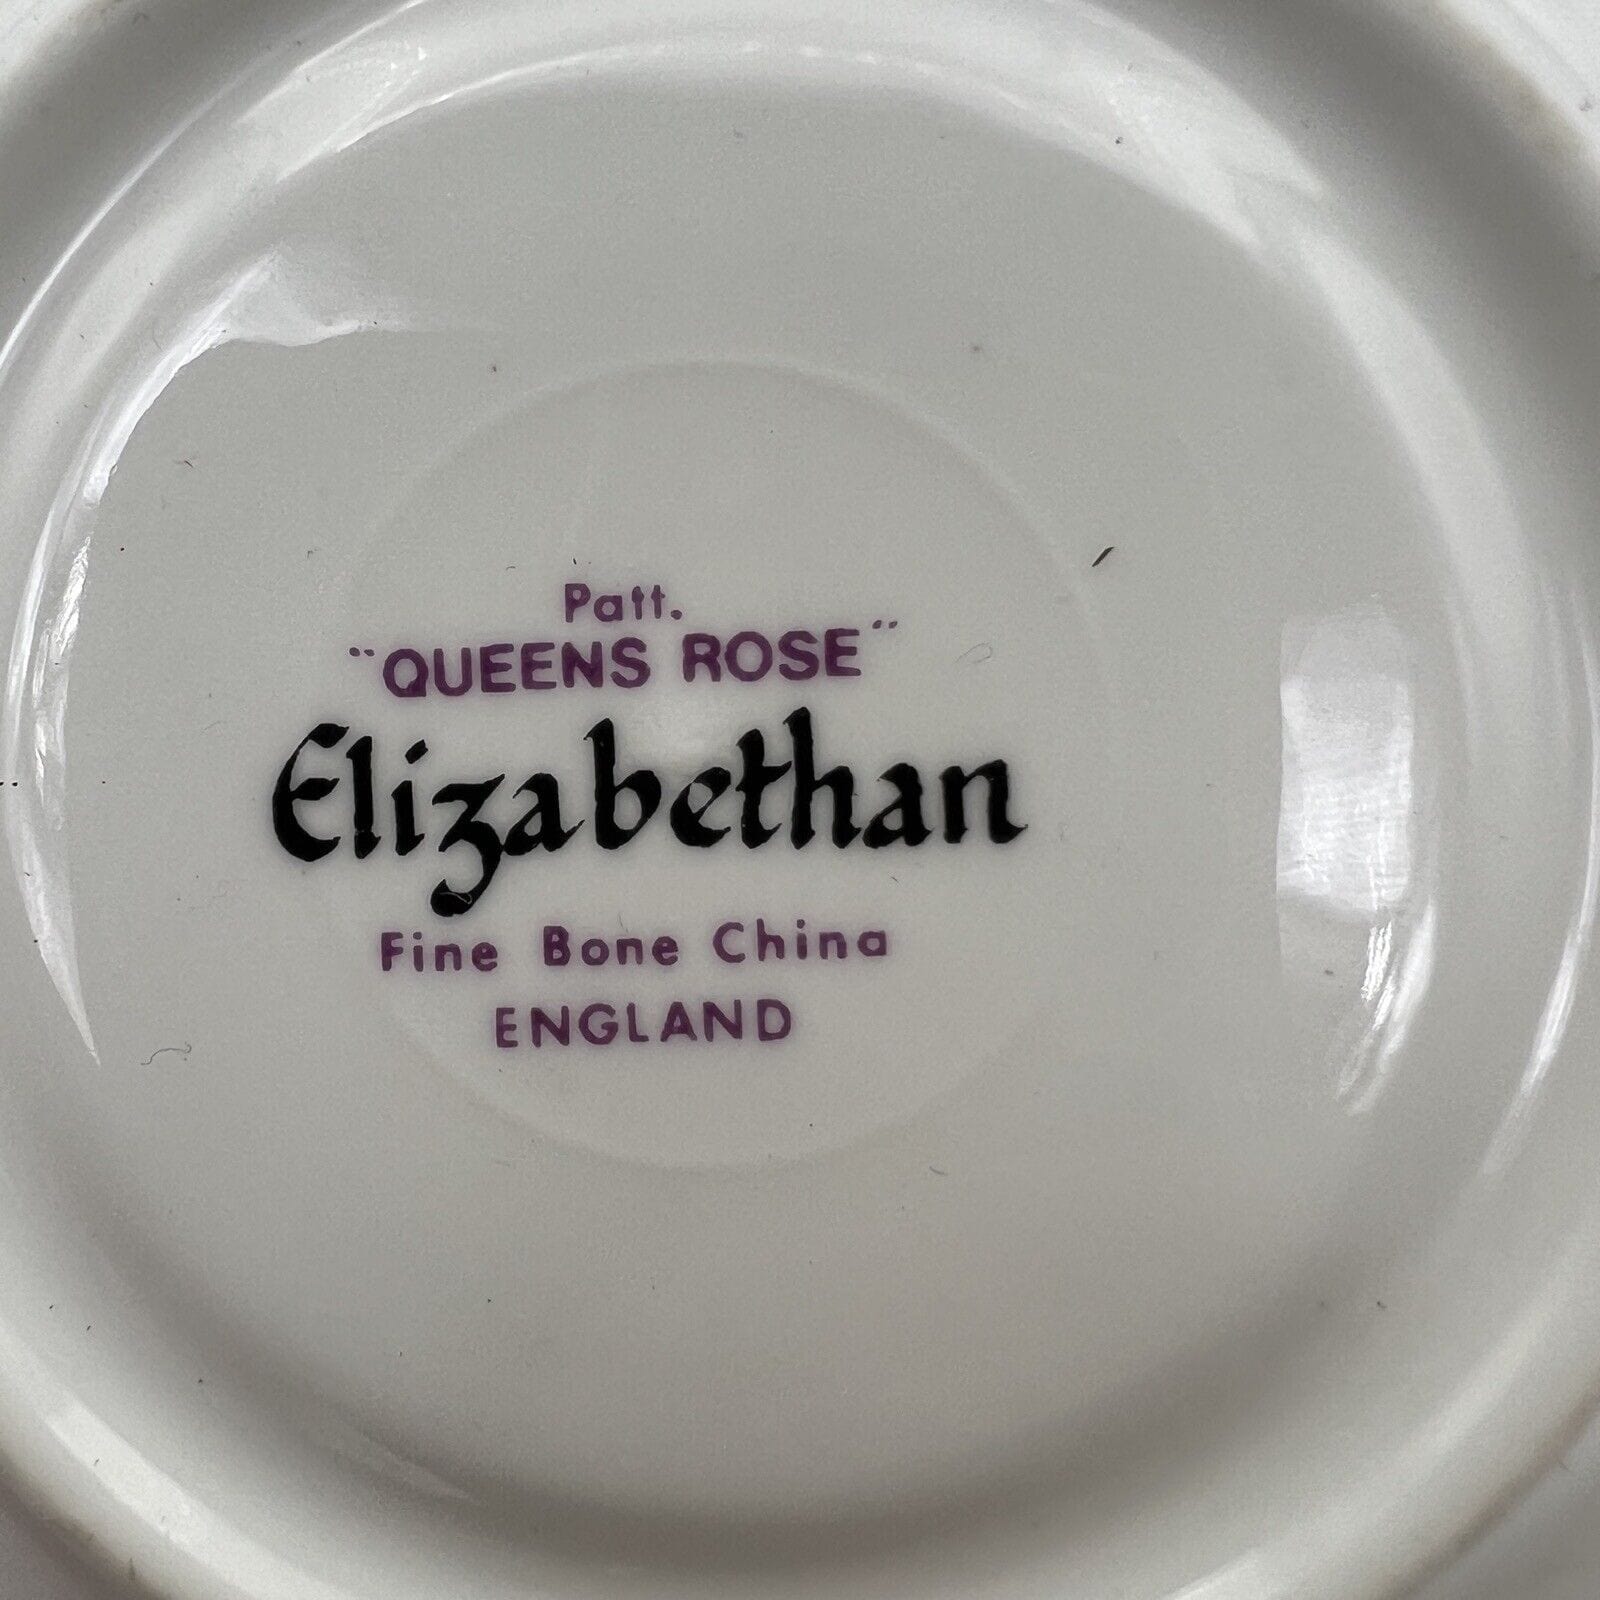 Patt.
"QUEENS ROSE"
Elizabethan
Fine Bone China
ENGLAND